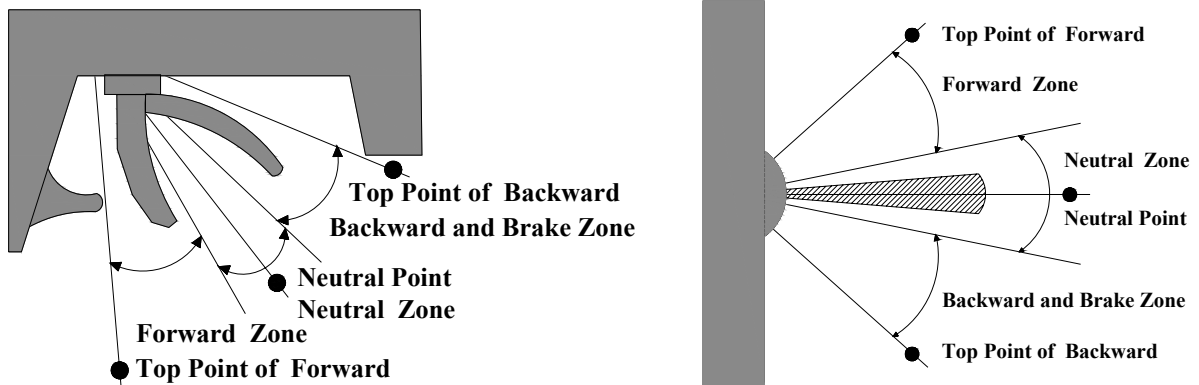 Top Point of Backward
Backward and Brake Zone
Neutral Point
Neutral Zone
Forward Zone
Top Point of Forward
Top Point of Forward
Forward Zone
Neutral Zone
Neutral Point
Backward and Brake Zone
Top Point of Backward